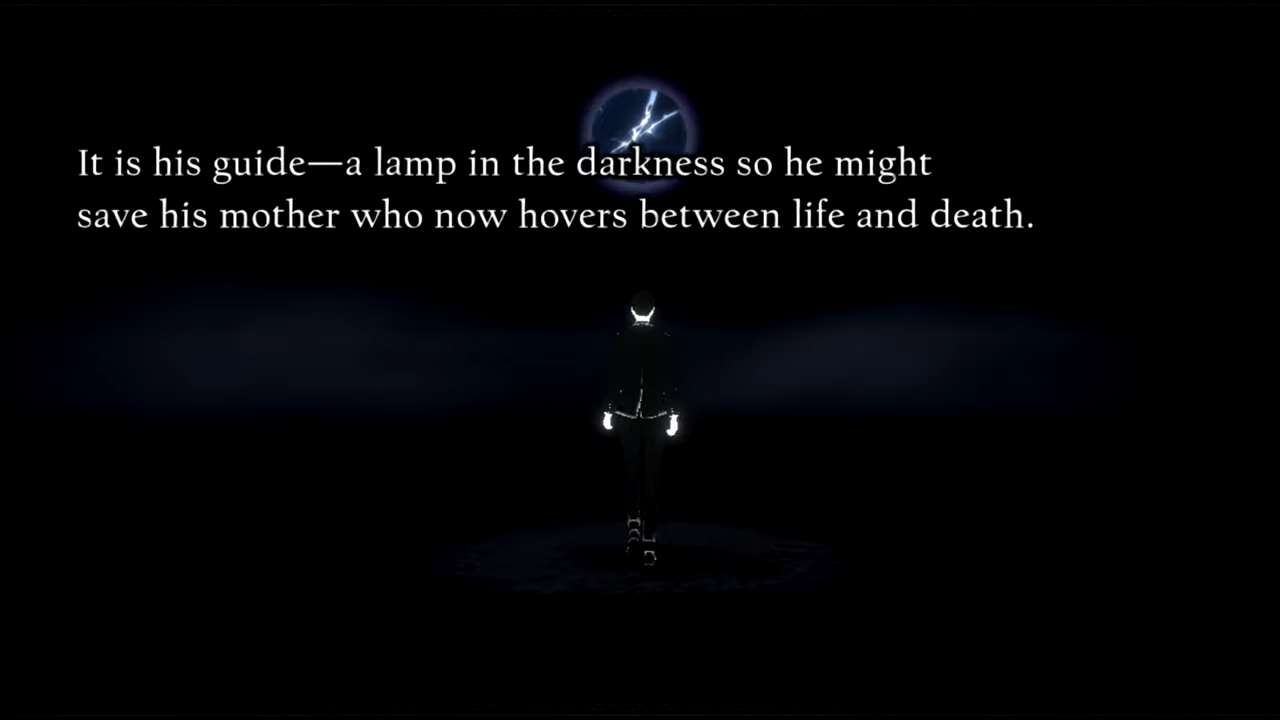 It is his guide—a lamp in the darkness so he might
save his mother who now hovers between life and death.